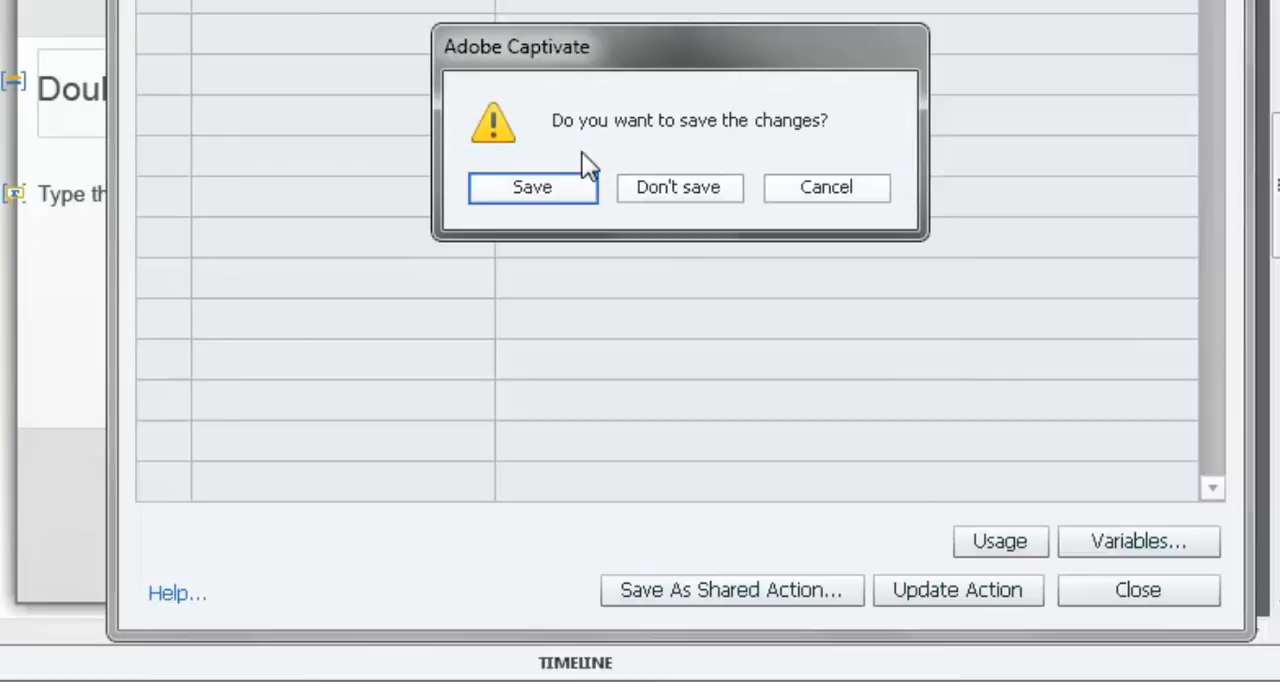 Adobe Captivate
Do you want to save the changes?
Save Don't save Cancel
Usage Variables...
Help... Save As Shared Action... Update Action Close
TIMELINE